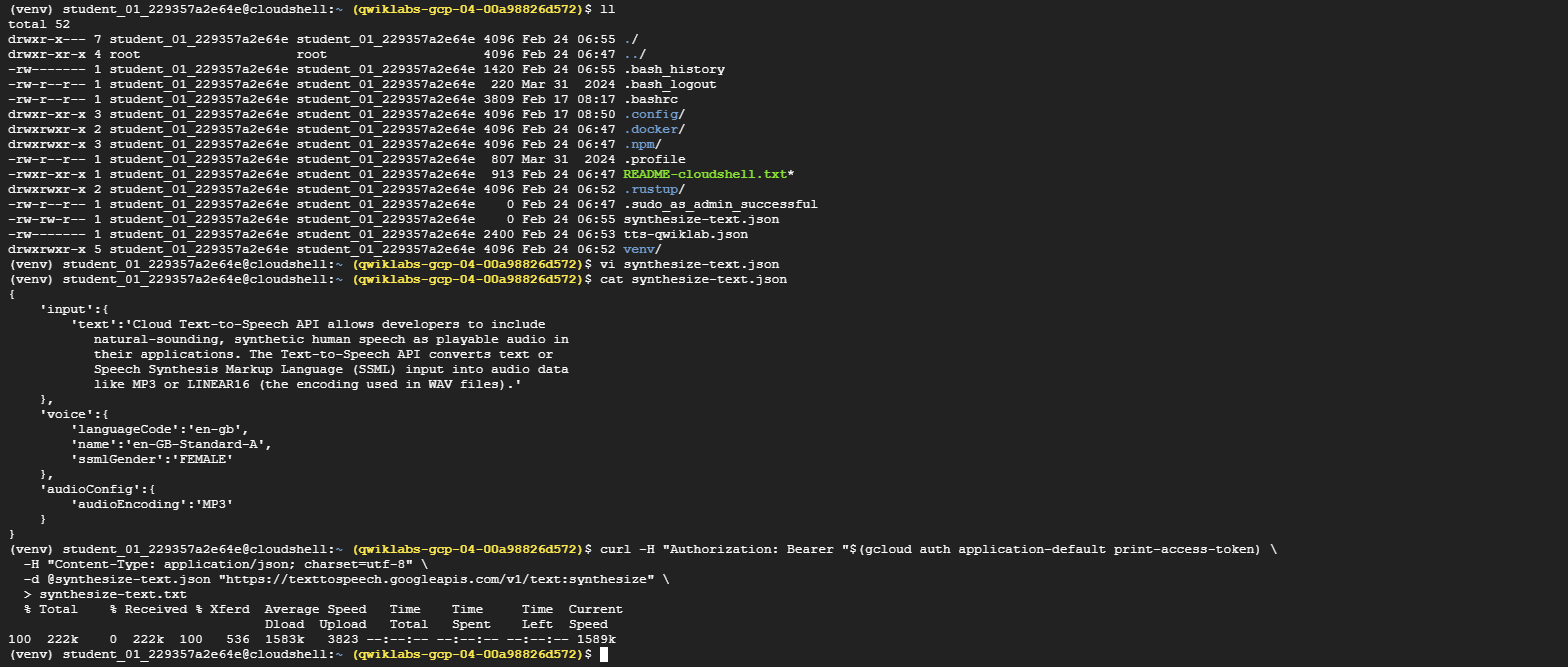 (venv) student_01_229357a2e64e@cloudshell:~ (qwiklabs-gcp-04-00a98826d572)$ ll
total 52
drwxr-x--- 7 student_01_229357a2e64e student_01_229357a2e64e 4096 Feb 24 06:55 ./
drwxr-xr-x 4 root                     root                     4096 Feb 24 06:47 ../
-rw------- 1 student_01_229357a2e64e student_01_229357a2e64e 1420 Feb 24 06:55 .bash_history
-rw-r--r-- 1 student_01_229357a2e64e student_01_229357a2e64e  220 Mar 31  2024 .bash_logout
-rw-r--r-- 1 student_01_229357a2e64e student_01_229357a2e64e 3809 Feb 17 08:17 .bashrc
drwxr-xr-x 3 student_01_229357a2e64e student_01_229357a2e64e 4096 Feb 17 08:50 .config/
drwxrwxr-x 2 student_01_229357a2e64e student_01_229357a2e64e 4096 Feb 24 06:47 .docker/
drwxrwxr-x 3 student_01_229357a2e64e student_01_229357a2e64e 4096 Feb 24 06:47 .npm/
-rw-r--r-- 1 student_01_229357a2e64e student_01_229357a2e64e  807 Mar 31  2024 .profile
-rwxr-xr-x 1 student_01_229357a2e64e student_01_229357a2e64e  913 Feb 24 06:47 README-cloudshell.txt*
drwxrwxr-x 2 student_01_229357a2e64e student_01_229357a2e64e 4096 Feb 24 06:52 .rustup/
-rw-r--r-- 1 student_01_229357a2e64e student_01_229357a2e64e    0 Feb 24 06:47 .sudo_as_admin_successful
-rw-rw-r-- 1 student_01_229357a2e64e student_01_229357a2e64e    0 Feb 24 06:55 synthesize-text.json
-rw------- 1 student_01_229357a2e64e student_01_229357a2e64e 2400 Feb 24 06:53 tts-qwiklab.json
drwxrwxr-x 5 student_01_229357a2e64e student_01_229357a2e64e 4096 Feb 24 06:52 venv/
(venv) student_01_229357a2e64e@cloudshell:~ (qwiklabs-gcp-04-00a98826d572)$ vi synthesize-text.json
(venv) student_01_229357a2e64e@cloudshell:~ (qwiklabs-gcp-04-00a98826d572)$ cat synthesize-text.json
{
    'input':{
        'text':'Cloud Text-to-Speech API allows developers to include
           natural-sounding, synthetic human speech as playable audio in
           their applications. The Text-to-Speech API converts text or
           Speech Synthesis Markup Language (SSML) input into audio data
           like MP3 or LINEAR16 (the encoding used in WAV files).'
    },
    'voice':{
        'languageCode':'en-gb',
        'name':'en-GB-Standard-A',
        'ssmlGender':'FEMALE'
    },
    'audioConfig':{
        'audioEncoding':'MP3'
    }
}
(venv) student_01_229357a2e64e@cloudshell:~ (qwiklabs-gcp-04-00a98826d572)$ curl -H "Authorization: Bearer "$(gcloud auth application-default print-access-token) \
  -H "Content-Type: application/json; charset=utf-8" \
  -d @synthesize-text.json "https://texttospeech.googleapis.com/v1/text:synthesize" \
  > synthesize-text.txt
  % Total    % Received % Xferd  Average Speed   Time    Time     Time  Current
                                 Dload  Upload   Total   Spent    Left  Speed
100  222k    0  222k  100   536  1583k   3823 --:--:-- --:--:-- --:--:-- 1589k
(venv) student_01_229357a2e64e@cloudshell:~ (qwiklabs-gcp-04-00a98826d572)$